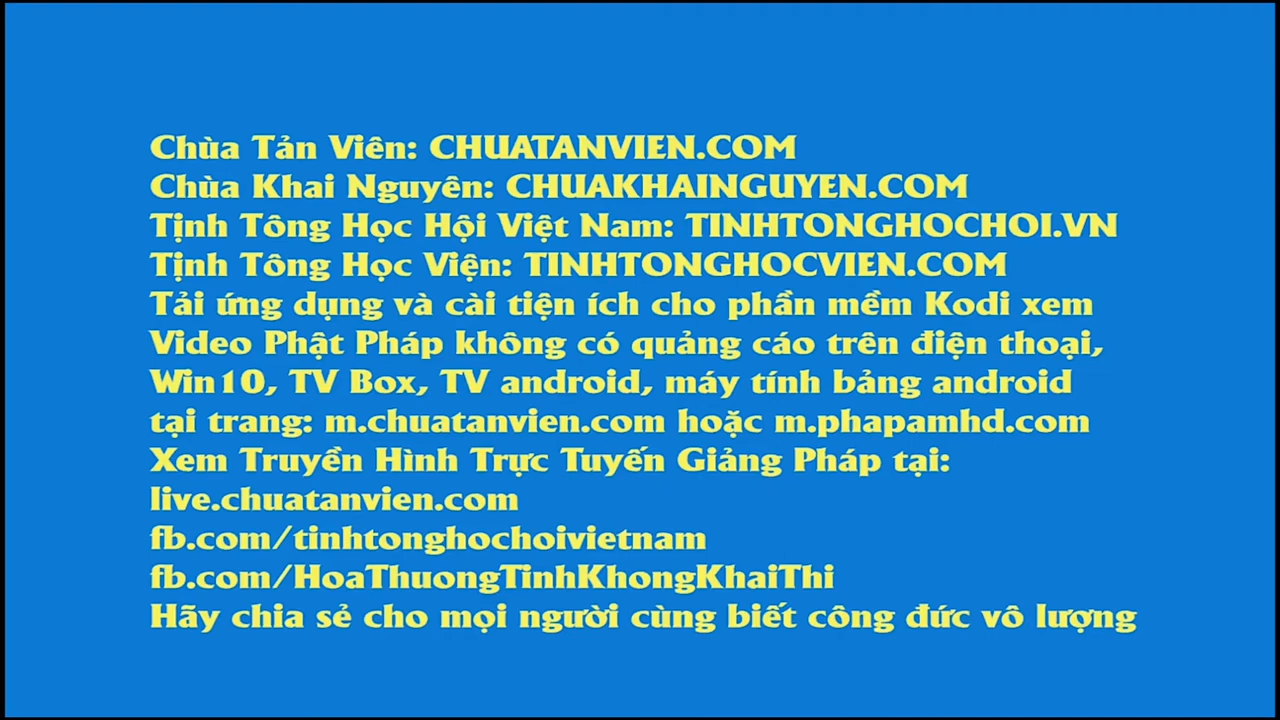 Chùa Tản Viên: CHUATANVIEN.COM
Chùa Khai Nguyên: CHUAKHAINGUYEN.COM
Tịnh Tông Học Hội Việt Nam: TINHTONGHOCHOI.VN
Tịnh Tông Học Viện: TINHTONGHOCVIEN.COM
Tải ứng dụng và cài tiện ích cho phần mềm Kodi xem
Video Phật Pháp không có quảng cáo trên điện thoại,
Win10, TV Box, TV android, máy tính bảng android
tại trang: m.chuatanvien.com hoặc m.phapamhd.com
Xem Truyền Hình Trực Tuyến Giảng Pháp tại:
live.chuatanvien.com
fb.com/tinhtonghochoivietnam
fb.com/HoaThuongTinhKhongKhaiThi
Hãy chia sẻ cho mọi người cùng biết công đức vô lượng